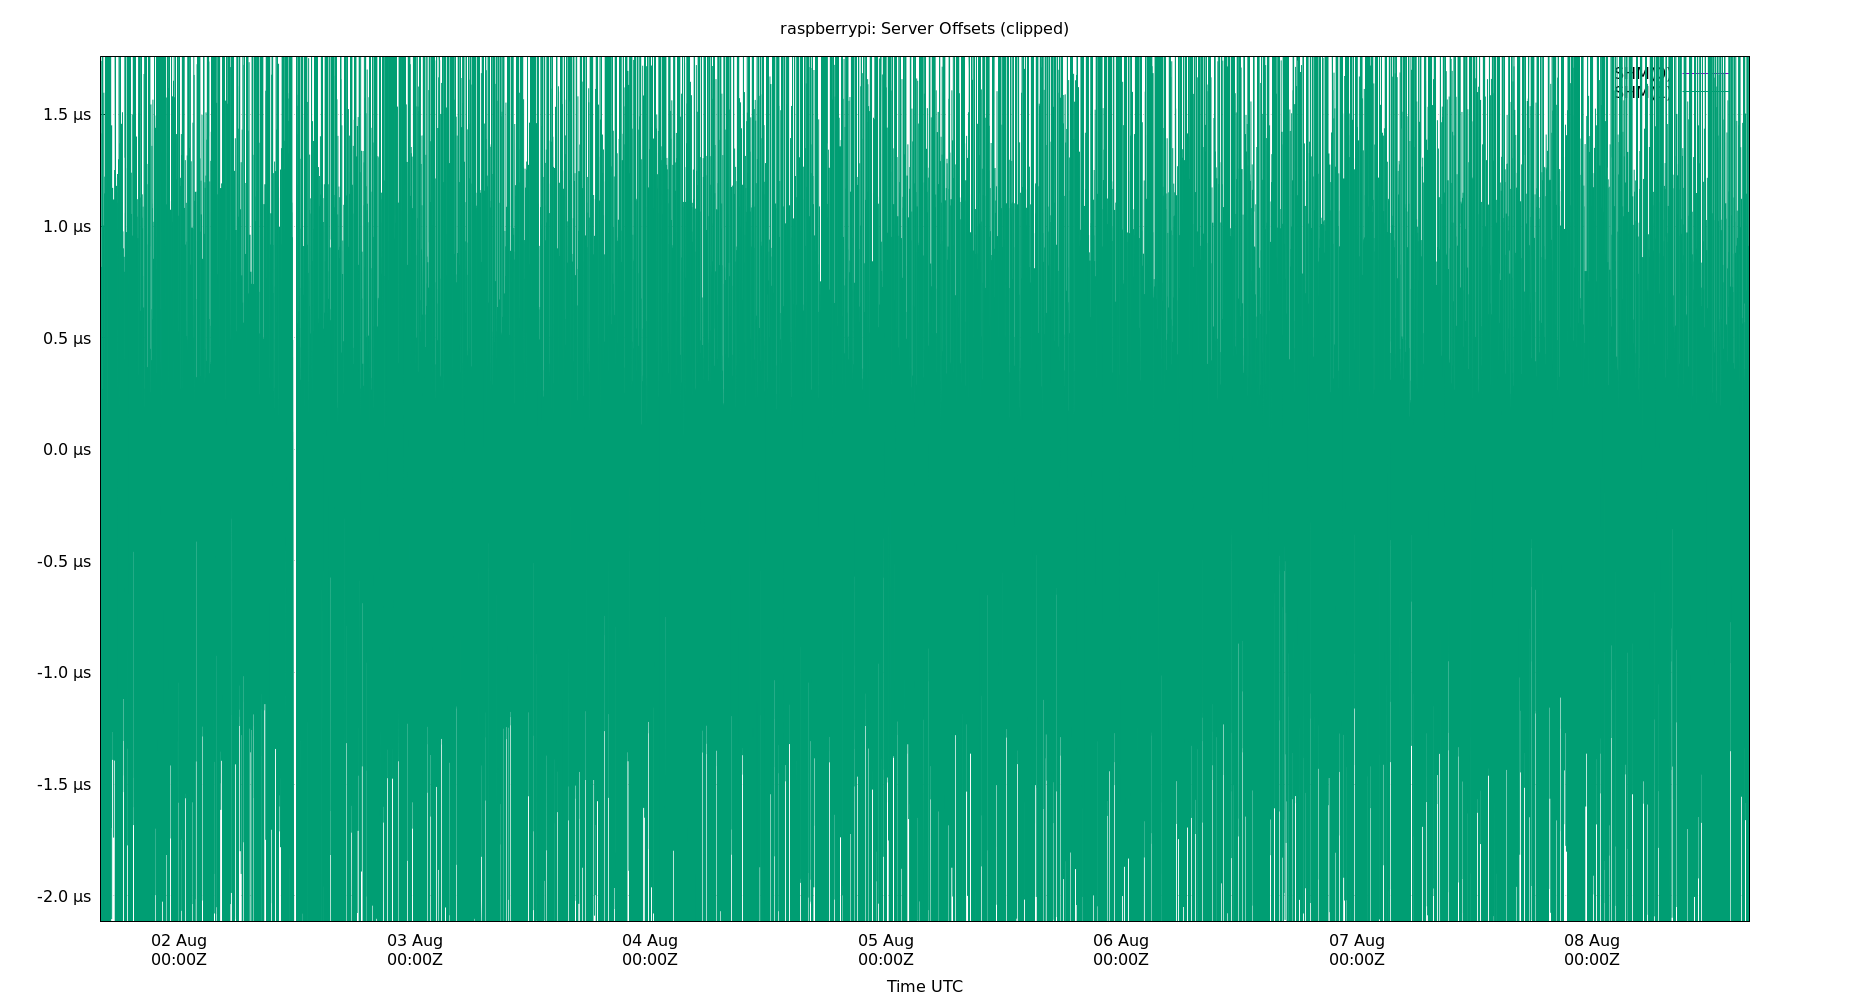 raspberrypi: Server Offsets (clipped)
1.5 µs
1.0 µs
0.5 µs
0.0 µs
-0.5 µs
-1.0 µs
-1.5 µs
-2.0 µs
02 Aug 03 Aug 04 Aug 05 Aug 06 Aug 07 Aug 08 Aug
00:00Z 00:00Z 00:00Z 00:00Z 00:00Z 00:00Z 00:00Z
Time UTC